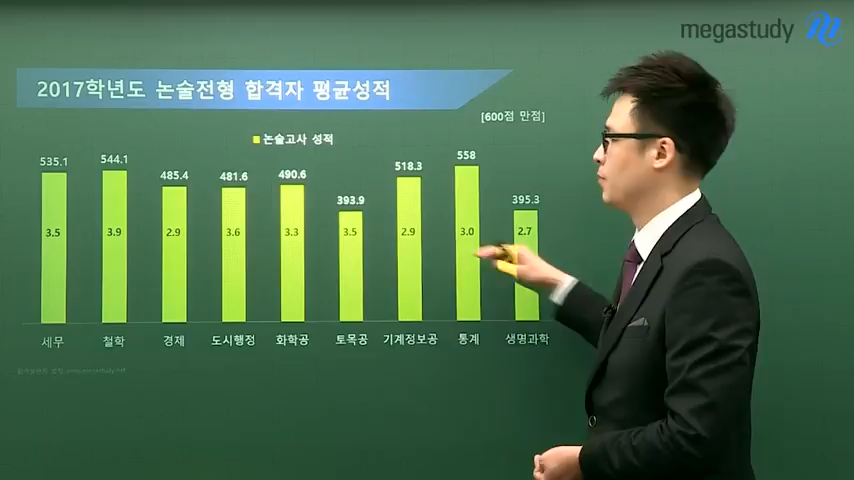 megastudy
2017학년도 논술전형 합격자 평균성적
[600점 만점]
논술고사 성적
535.1 544.1 485.4 481.6 490.6 393.9 518.3 558 395.3
3.5 3.9 2.9 3.6 3.3 3.5 2.9 3.0 2.7
세무 철학 경제 도시행정 화학공 토목공 기계정보공 통계 생명과학